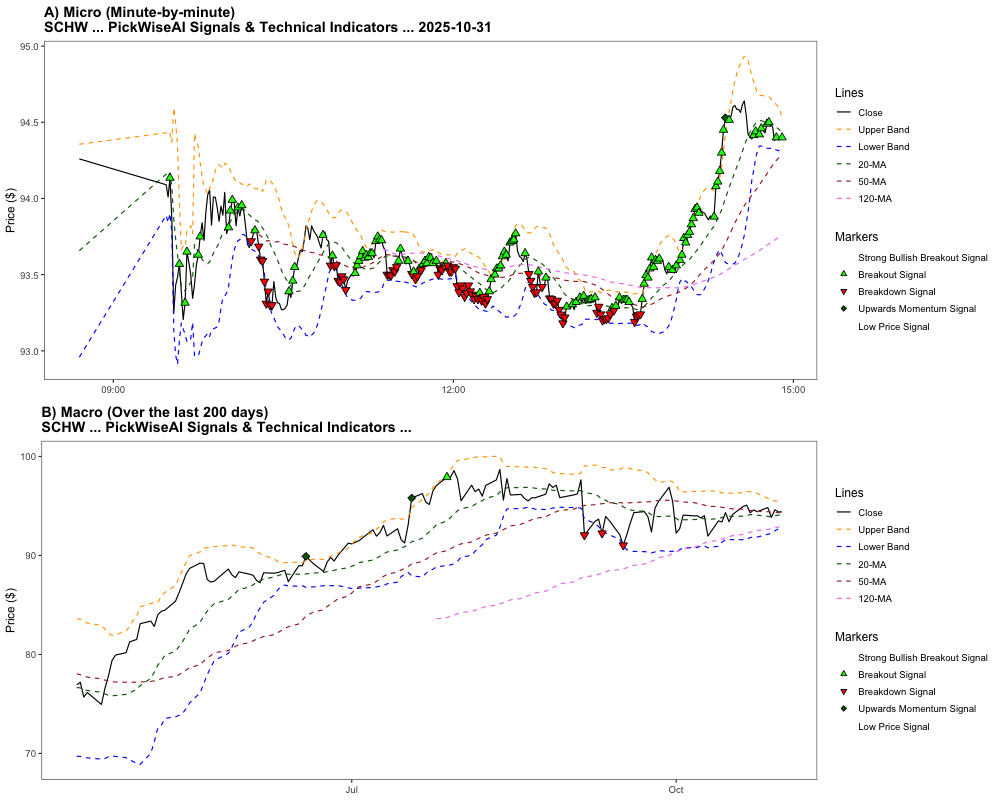 A) Micro (Minute-by-minute)
SCHW ... PickWiseAI Signals & Technical Indicators ... 2025-10-31
95.0
94.5
94.0
93.5
93.0
Price ($)
09:00
12:00
15:00
Lines
Close
Upper Band
Lower Band
20-MA
50-MA
120-MA
Markers
Strong Bullish Breakout Signal
Breakout Signal
Breakdown Signal
Upwards Momentum Signal
Low Price Signal
B) Macro (Over the last 200 days)
SCHW ... PickWiseAI Signals & Technical Indicators ...
100
90
80
70
Price ($)
Jul
Oct
Lines
Close
Upper Band
Lower Band
20-MA
50-MA
120-MA
Markers
Strong Bullish Breakout Signal
Breakout Signal
Breakdown Signal
Upwards Momentum Signal
Low Price Signal